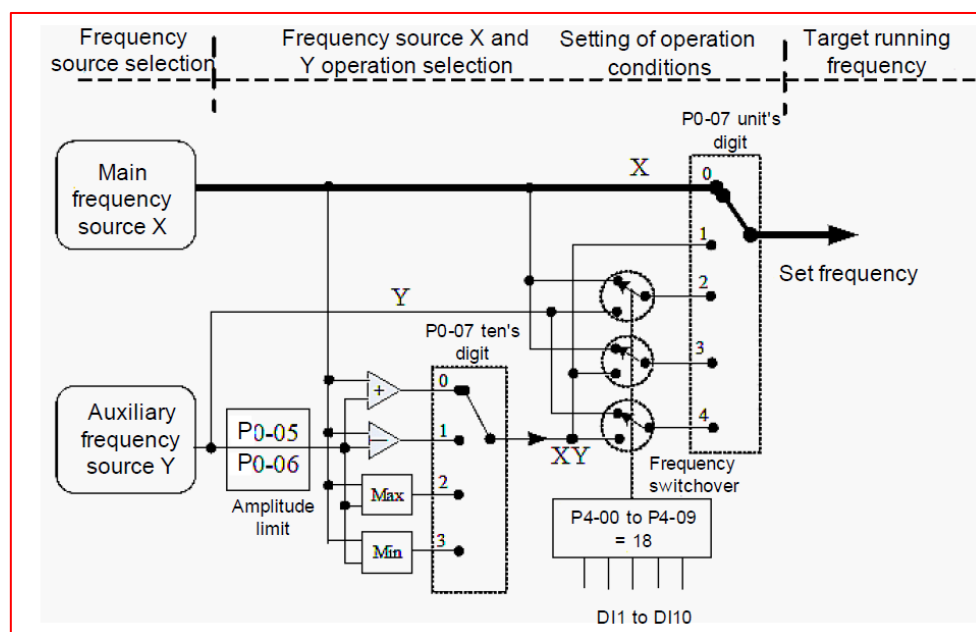 Frequency
source selection
Frequency source X and
Y operation selection
Setting of operation
conditions
Target running
frequency
P0-07 unit's
digit
Main
frequency
source X
X
0
1
2
3
4
Set frequency
Y
P0-07 ten's
digit
Auxiliary
frequency
source Y
P0-05
P0-06
Amplitude
limit
+
−
Max
Min
0
1
2
3
XY
Frequency
switchover
P4-00 to P4-09
= 18
DI1 to DI10